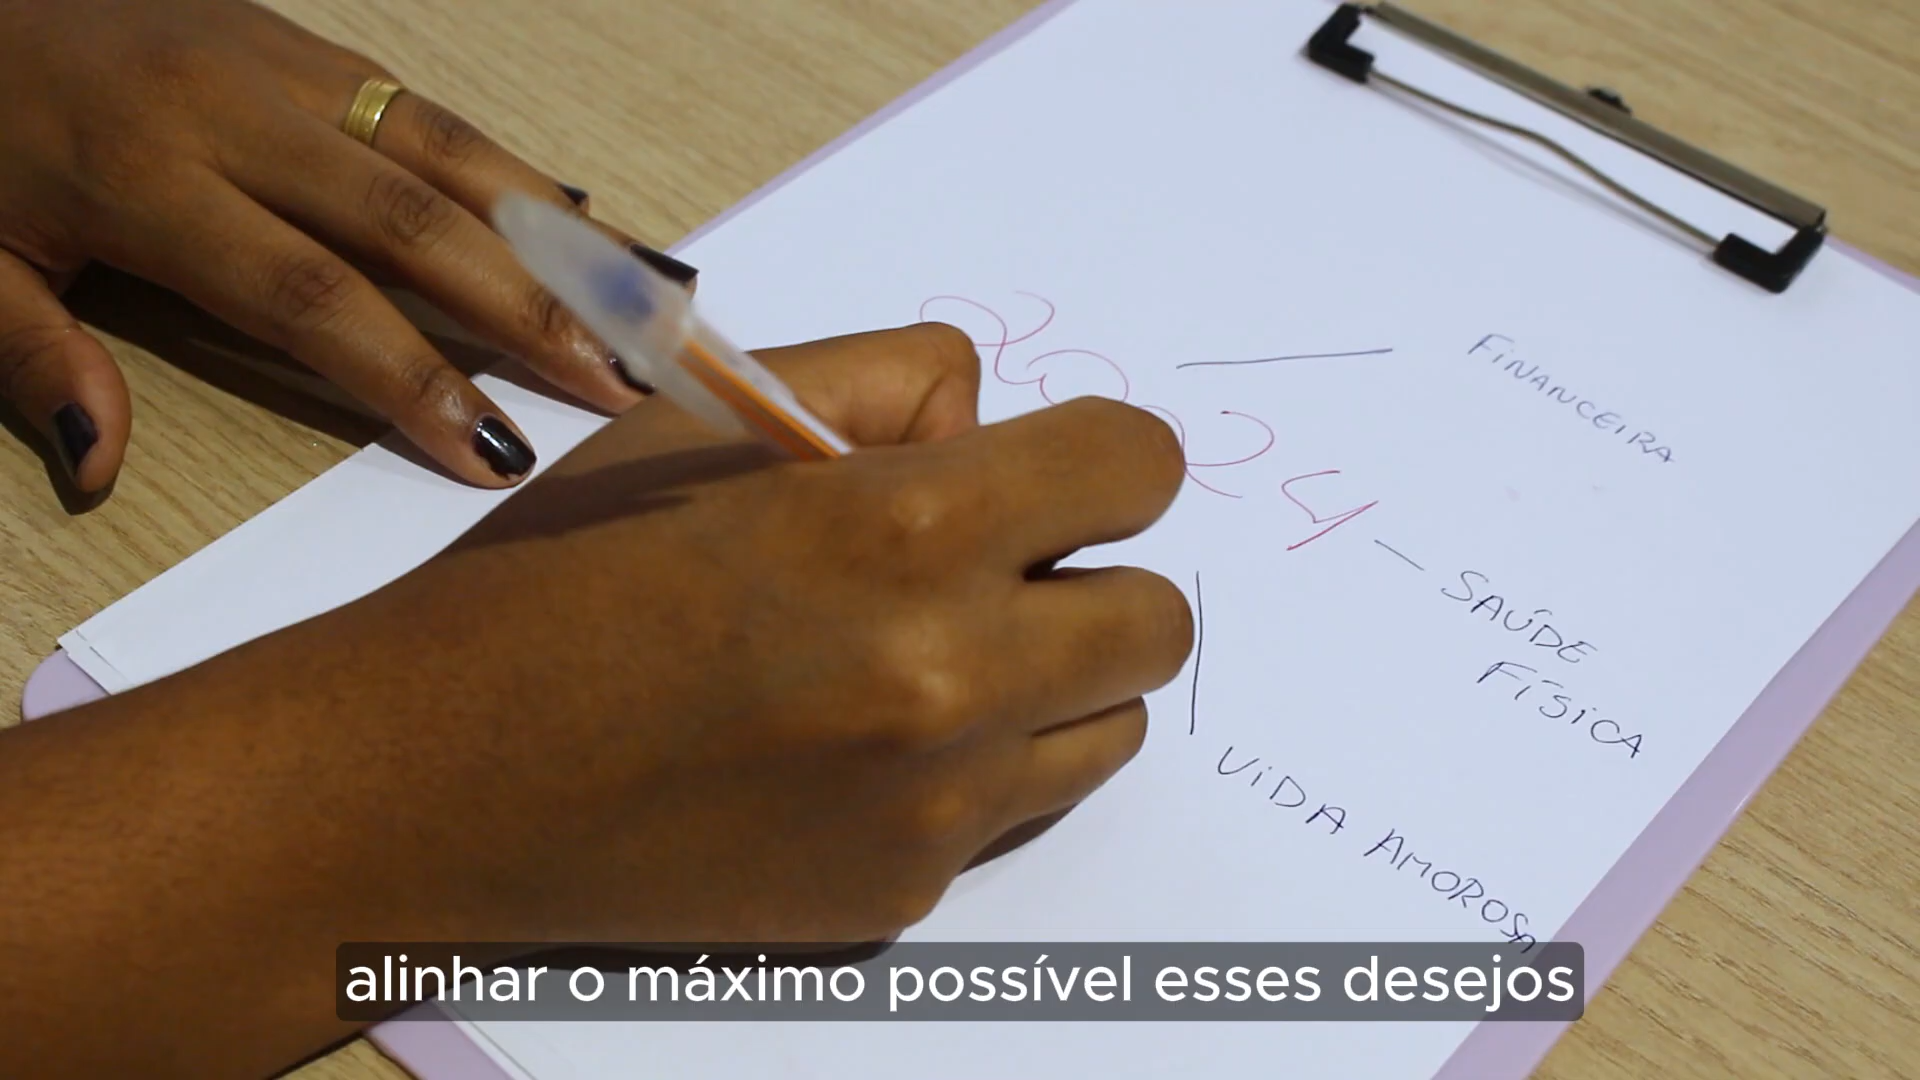 2024
FINANCEIRA
SAÚDE
FÍSICA
VIDA AMOROSA
alinhar o máximo possível esses desejos